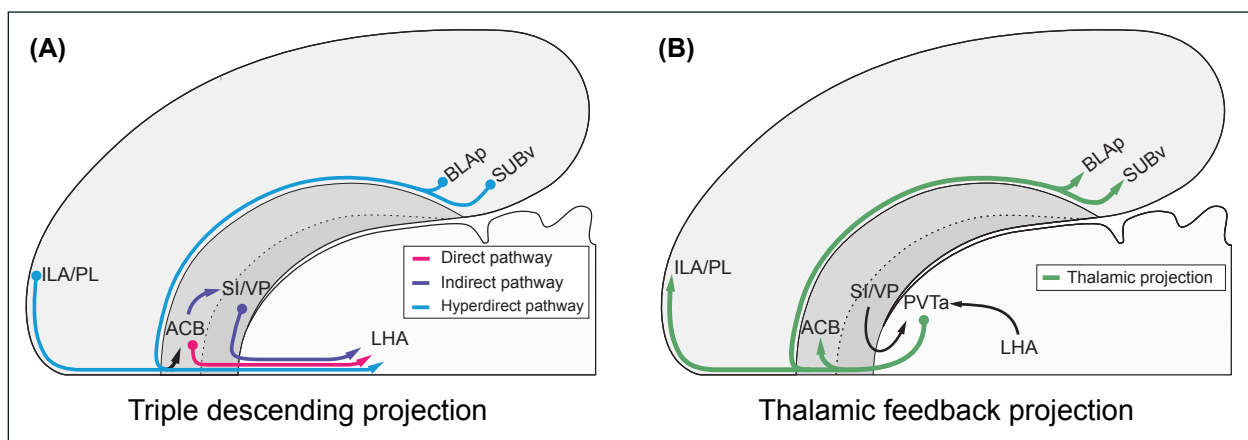 (A)
BLAp
SUBv
ILA/PL
SI/VP
ACB
LHA
Direct pathway
Indirect pathway
Hyperdirect pathway
Triple descending projection
(B)
BLAp
SUBv
ILA/PL
SI/VP
PVTa
ACB
LHA
Thalamic projection
Thalamic feedback projection